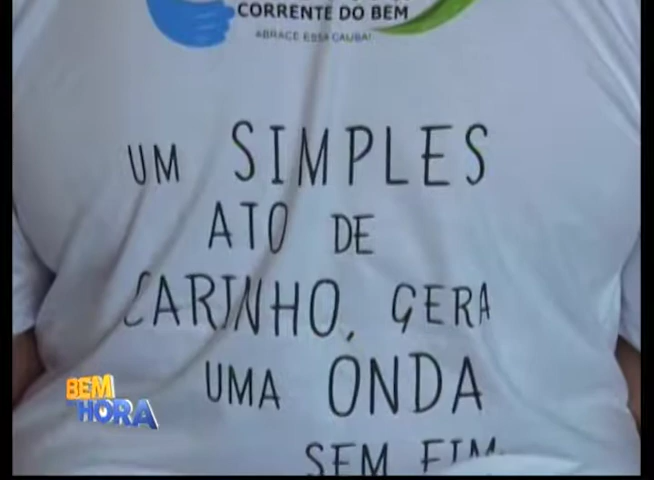 CORRENTE DO BEM
ABRACE ESSA CAUSA!
UM SIMPLES
ATO DE
CARINHO, GERA
UMA ONDA
SEM FIM
BEM
HORA